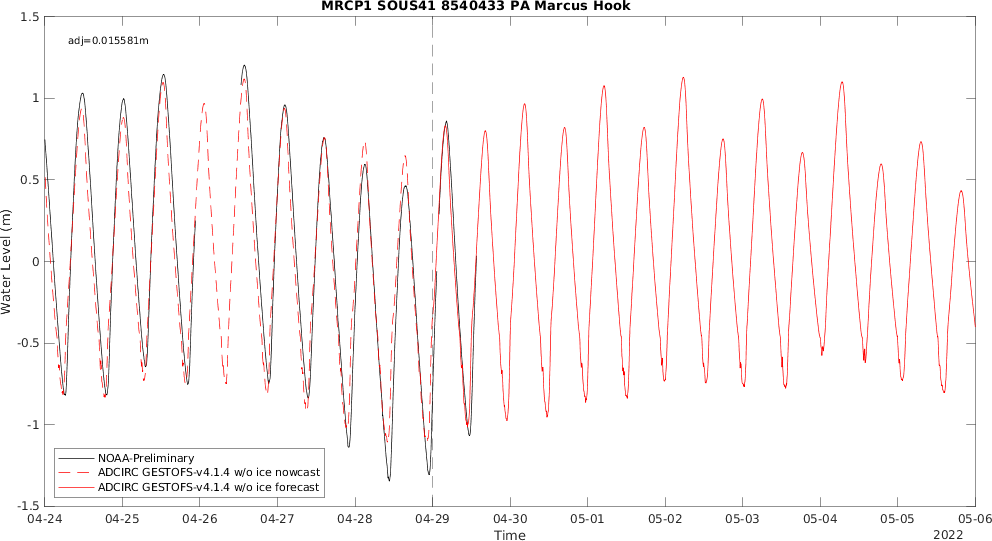 MRCP1 SOUS41 8540433 PA Marcus Hook
adj=0.015581m
1.5
1
0.5
0
-0.5
-1
-1.5
Water Level (m)
NOAA-Preliminary
ADCIRC GESTOFS-v4.1.4 w/o ice nowcast
ADCIRC GESTOFS-v4.1.4 w/o ice forecast
04-24 04-25 04-26 04-27 04-28 04-29 04-30 05-01 05-02 05-03 05-04 05-05 05-06
Time
2022